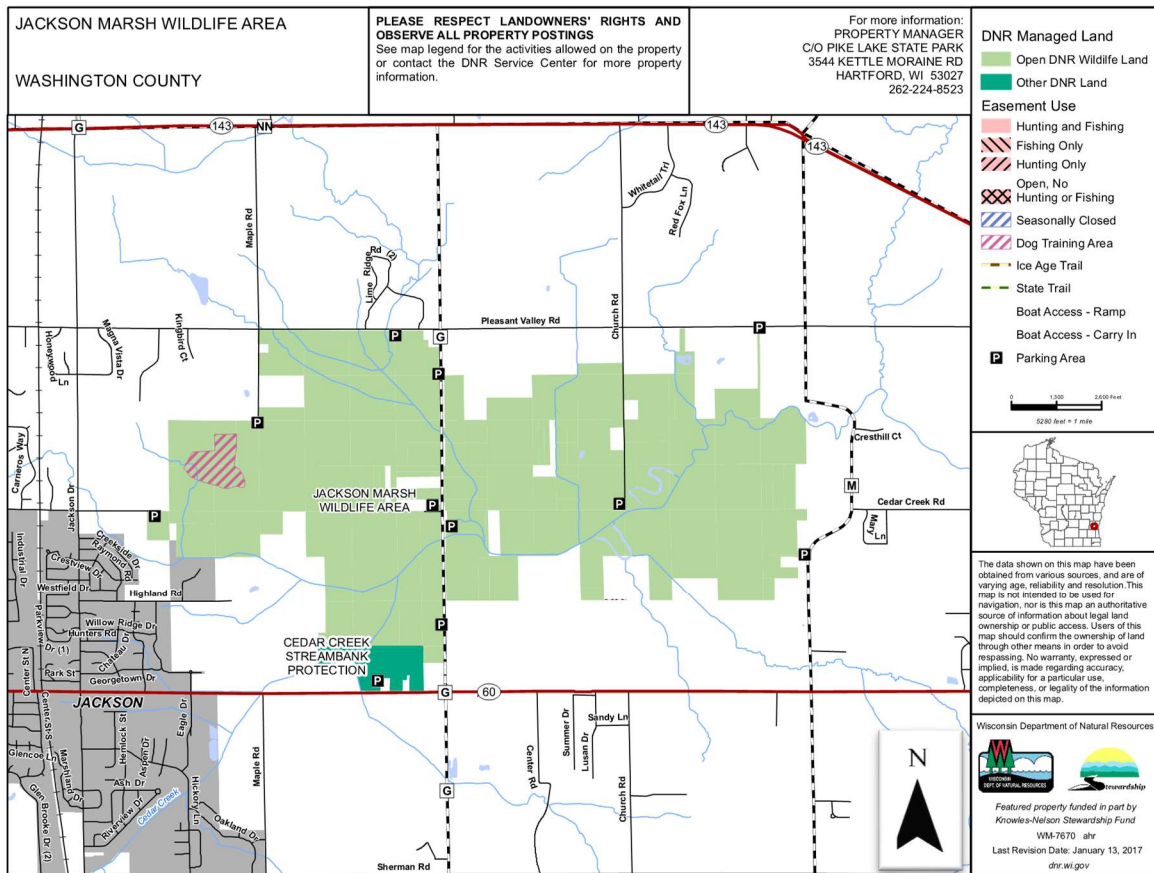 JACKSON MARSH WILDLIFE AREA
WASHINGTON COUNTY
PLEASE RESPECT LANDOWNERS' RIGHTS AND
OBSERVE ALL PROPERTY POSTINGS
See map legend for the activities allowed on the property
or contact the DNR Service Center for more property
information.
For more information:
PROPERTY MANAGER
C/O PIKE LAKE STATE PARK
3544 KETTLE MORAINE RD
HARTFORD, WI 53027
262-224-8523
DNR Managed Land
Open DNR Wildlife Land
Other DNR Land
Easement Use
Hunting and Fishing
Fishing Only
Hunting Only
Open, No
Hunting or Fishing
Seasonally Closed
Dog Training Area
Ice Age Trail
State Trail
Boat Access - Ramp
Boat Access - Carry In
P Parking Area
0 1,300 2,600 Feet
5280 feet = 1 mile
The data shown on this map have been
obtained from various sources, and are of
varying age, reliability and resolution.This
map is not intended to be used for
navigation, nor is this map an authoritative
source of information about legal land
ownership or public access. Users of this
map should confirm the ownership of land
through other means in order to avoid
respassing. No warranty, expressed or
implied, is made regarding accuracy,
applicability for a particular use,
completeness, or legality of the information
depicted on this map.
Wisconsin Department of Natural Resources
WISCONSIN
DEPT. OF NATURAL RESOURCES
Stewardship
Featured property funded in part by
Knowles-Nelson Stewardship Fund
WM-7670 ahr
Last Revision Date: January 13, 2017
dnr.wi.gov
G
143
NN
143
143
Maple Rd
Whitetail Trl
Red Fox Ln
Lime Ridge Rd (2)
Church Rd
Pleasant Valley Rd
G
P
P
P
Honeywood Ln
Magna Vista Dr
Kingbird Ct
P
Carneros Way
Jackson Dr
Cresthill Ct
M
Cedar Creek Rd
Mary Ln
JACKSON MARSH
WILDLIFE AREA
P
P
P
P
P
Industrial Dr
Creekside Dr
Raymond Rd
Crestview Dr
Westfield Dr
Highland Rd
Parkview Dr (1)
Willow Ridge Dr
Hunters Rd
Chateau Dr
P
CEDAR CREEK
STREAMBANK
PROTECTION
P
Center St N
Park St
Georgetown Dr
G
60
JACKSON
Center St S
Hemlock St
Aspen Dr
Eagle Dr
Glencoe Ln
Marshland Dr
Ash Dr
Riverview Dr
Cedar Creek
Hickory Ln
Oakland Dr
Glen Brooke Dr (2)
Maple Rd
Sherman Rd
G
Center Rd
Summer Dr
Lusan Dr
Sandy Ln
Church Rd
N